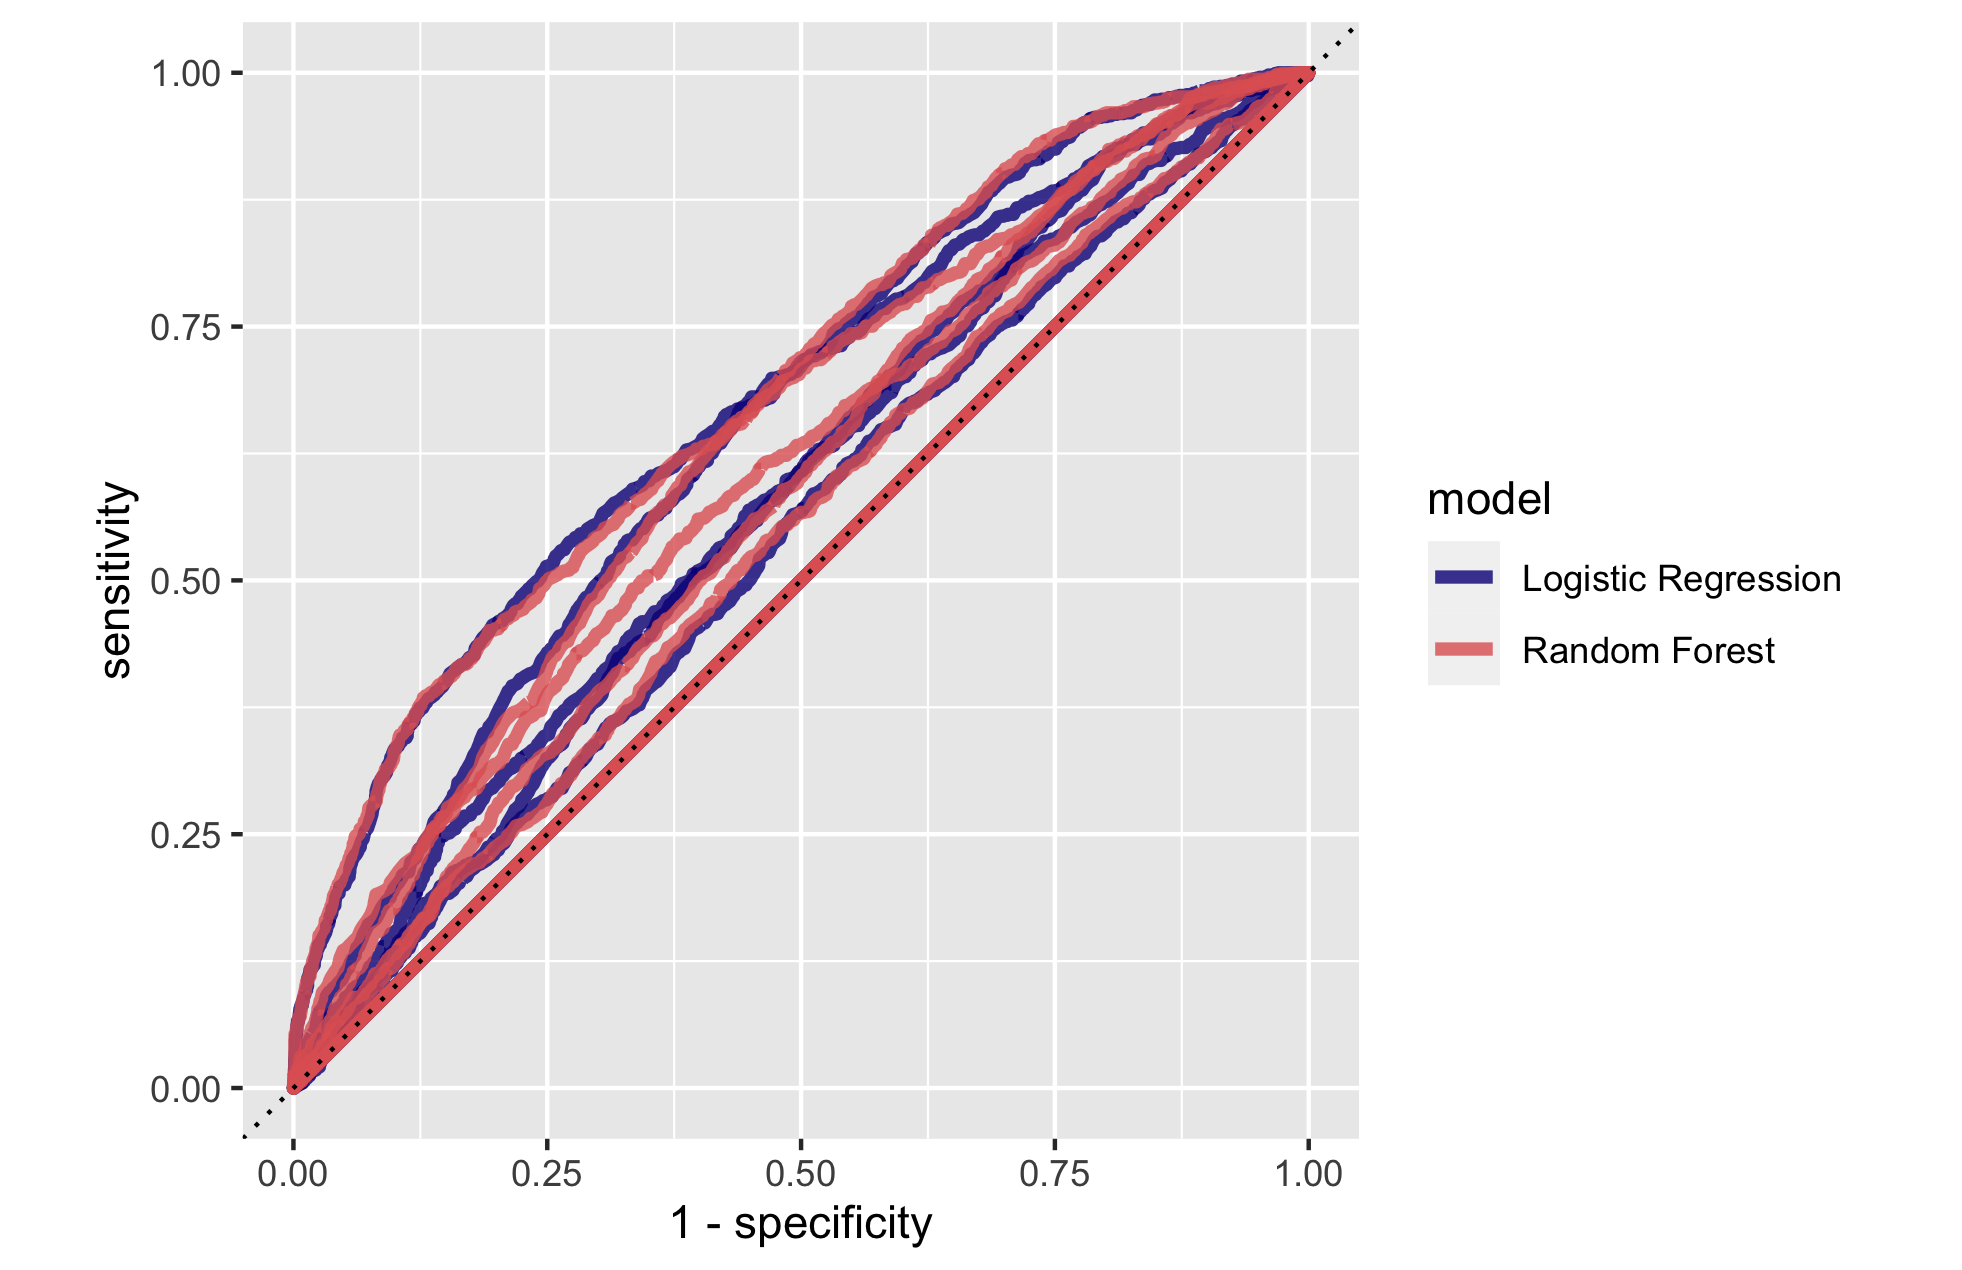 1.00
0.75
0.50
0.25
0.00
sensitivity
0.00 0.25 0.50 0.75 1.00
1 - specificity
model
Logistic Regression
Random Forest